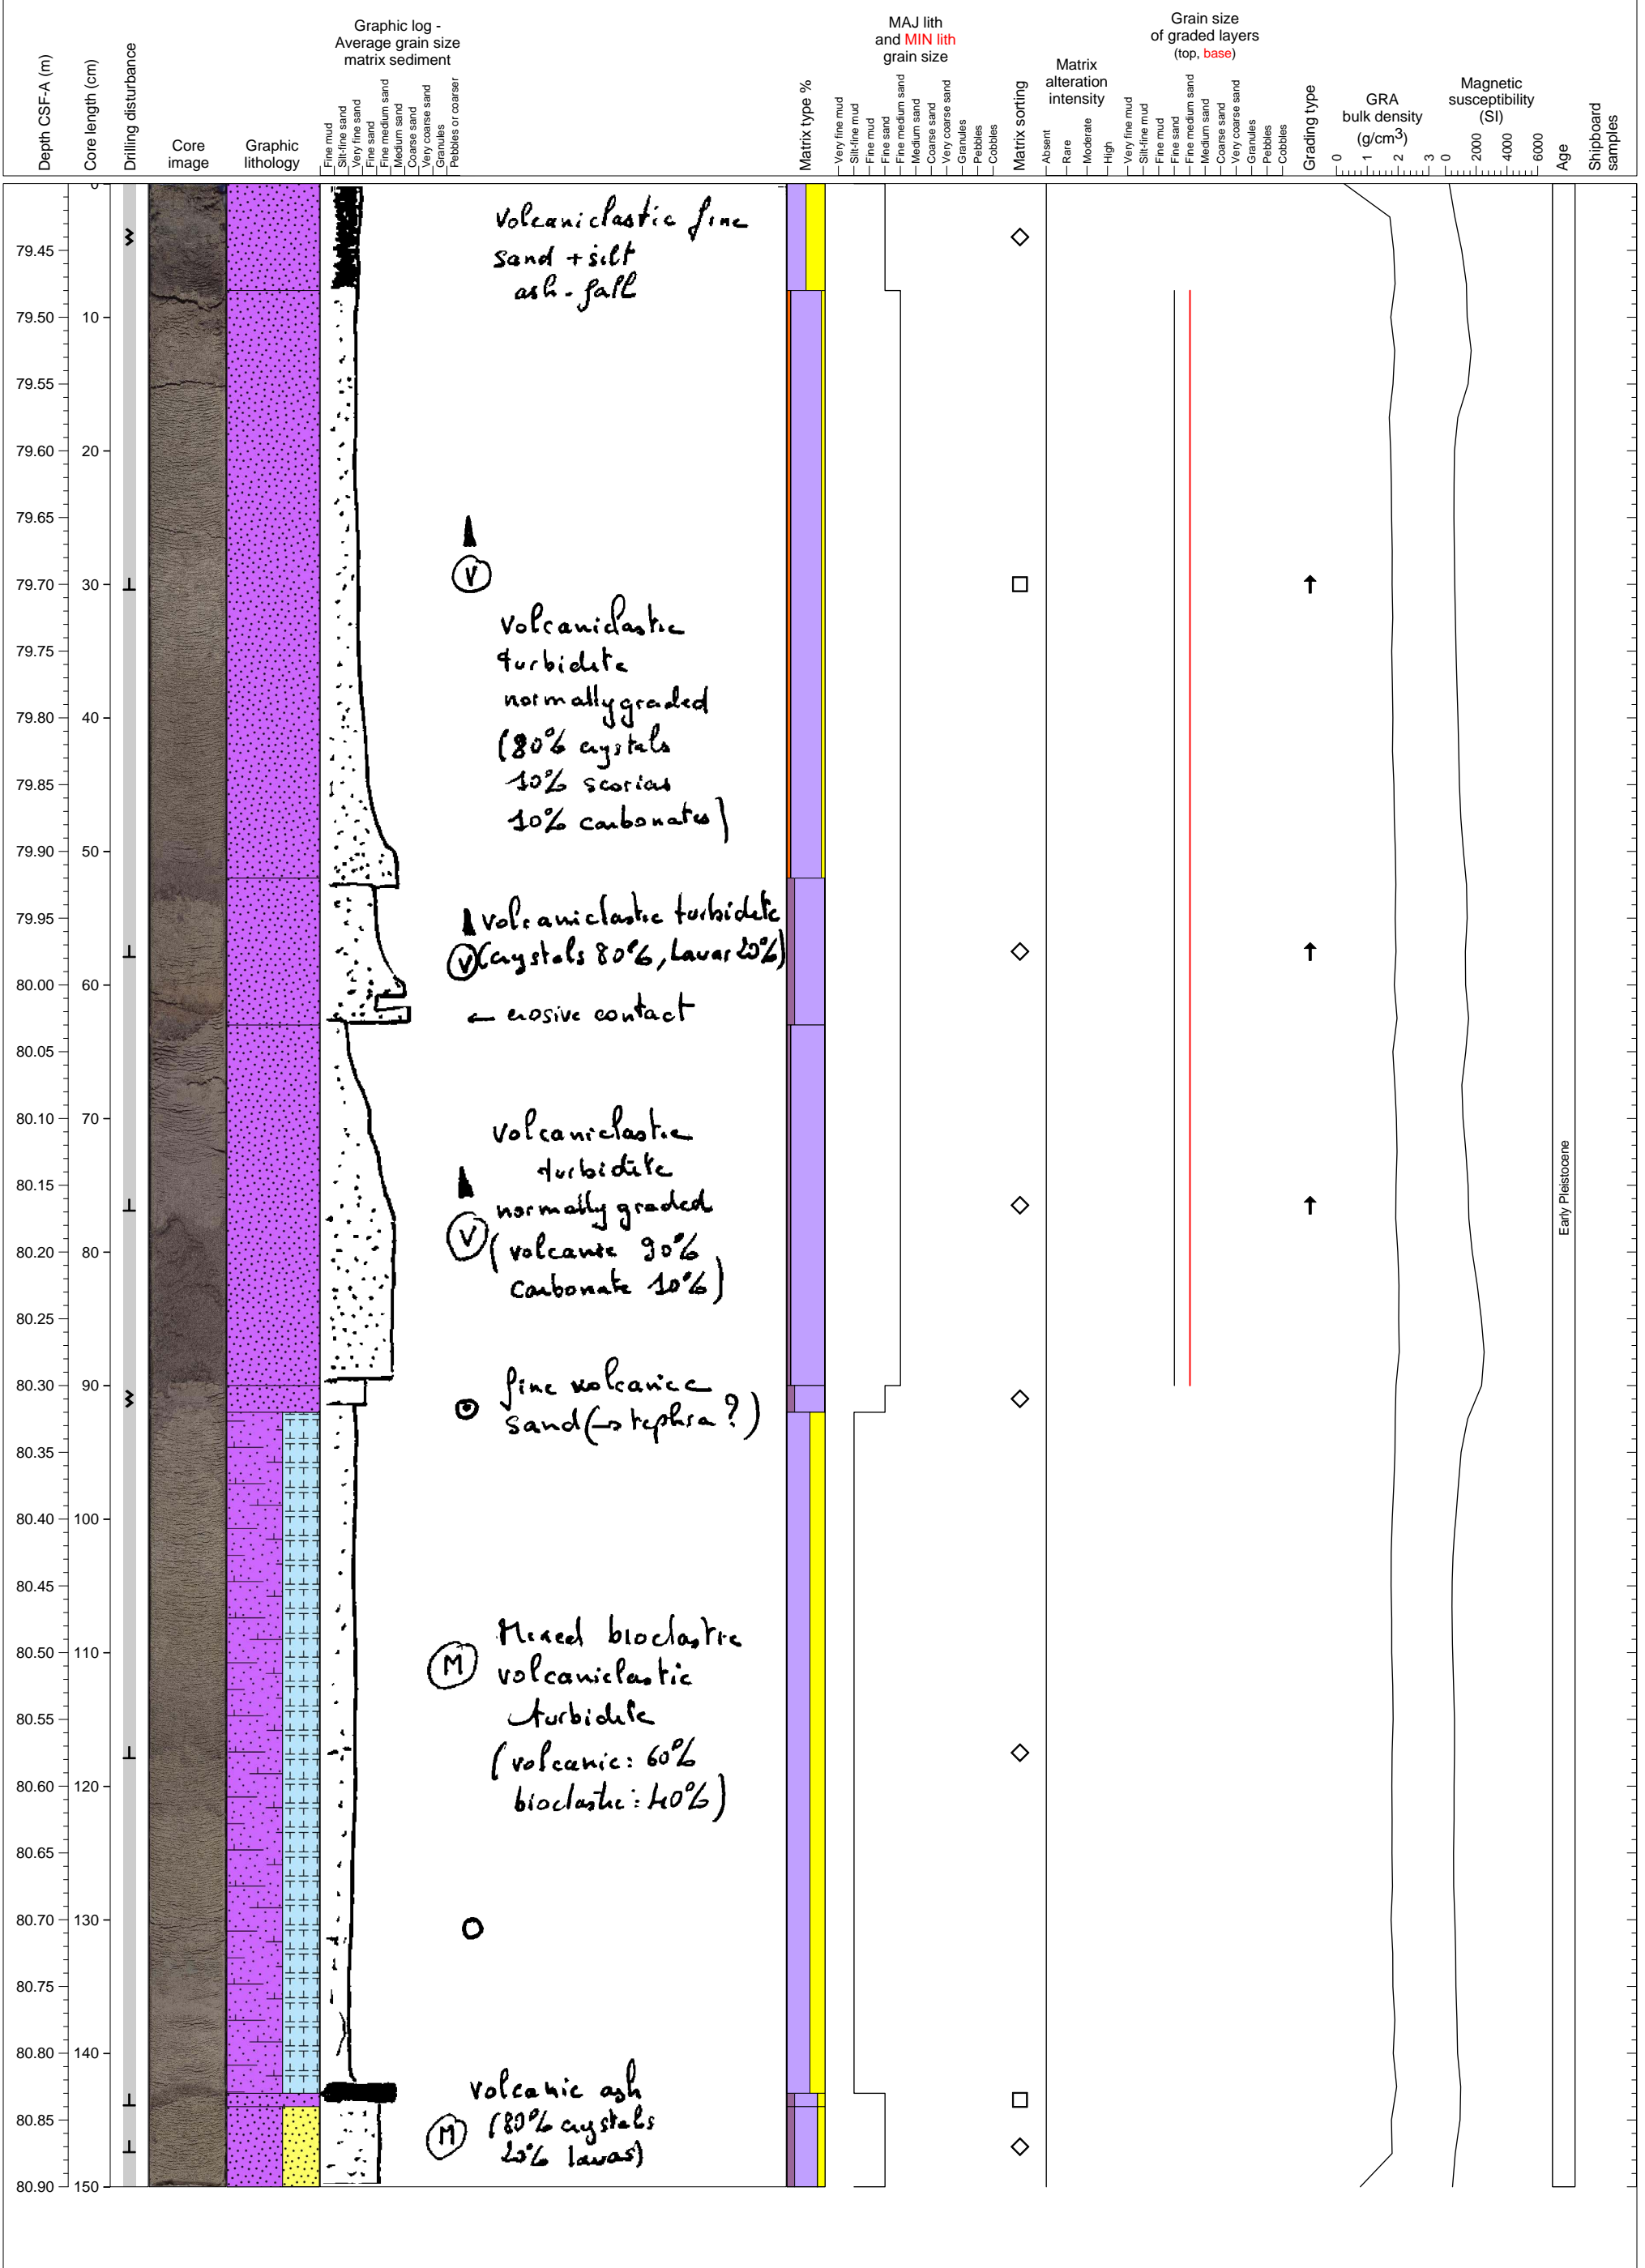 Depth CSF-A (m)
Core length (cm)
Drilling disturbance
Core
image
Graphic
lithology
Graphic log -
Average grain size
matrix sediment
Fine mud
Silt-fine sand
Very fine sand
Fine sand
Fine medium sand
Medium sand
Coarse sand
Very coarse sand
Granules
Pebbles or coarser
Matrix type %
MAJ lith
and MIN lith
grain size
Very fine mud
Silt-fine mud
Fine mud
Fine sand
Fine medium sand
Medium sand
Coarse sand
Very coarse sand
Granules
Pebbles
Cobbles
Matrix sorting
Matrix
alteration
intensity
Absent
Rare
Moderate
High
Grain size
of graded layers
(top, base)
Very fine mud
Silt-fine mud
Fine mud
Fine sand
Fine medium sand
Medium sand
Coarse sand
Very coarse sand
Granules
Pebbles
Cobbles
Grading type
GRA
bulk density
(g/cm3)
0 1 2 3
Magnetic
susceptibility
(SI)
0 2000 4000 6000
Age
Shipboard
samples
0
79.45
79.50 10
79.55
79.60 20
79.65
79.70 30
79.75
79.80 40
79.85
79.90 50
79.95
80.00 60
80.05
80.10 70
80.15
80.20 80
80.25
80.30 90
80.35
80.40 100
80.45
80.50 110
80.55
80.60 120
80.65
80.70 130
80.75
80.80 140
80.85
80.90 150
Volcaniclastic fine
sand + silt
ash-fall
V
Volcaniclastic
turbidite
normally graded
(80% crystals
10% scorias
10% carbonates)
volcaniclastic turbidite
V (crystals 80%, Lavas 20%)
← erosive contact
Volcaniclastic
turbidite
normally graded
V (volcanic 90%
carbonate 10%)
fine volcanic
sand (→ tephra ?)
Mixed bioclastic
M volcaniclastic
turbidite
(volcanic: 60%
bioclastic: 40%)
volcanic ash
M (80% crystals
20% lavas)
Early Pleistocene